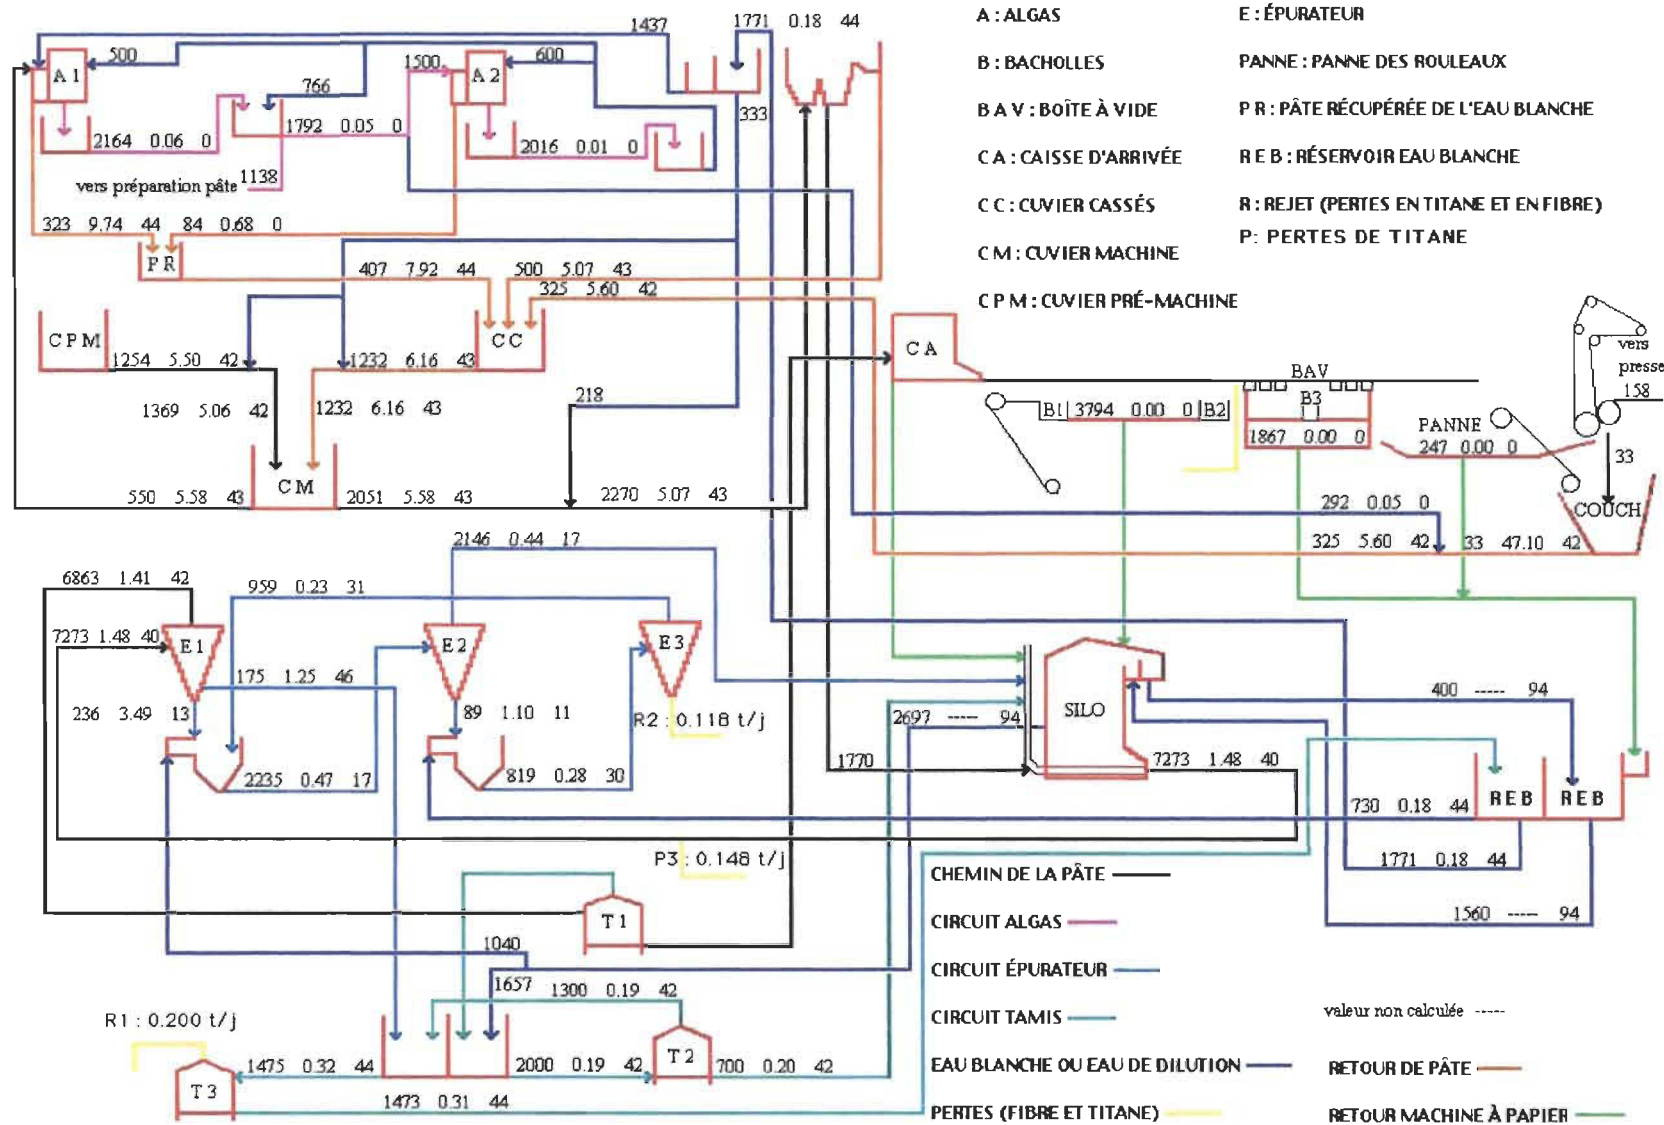 1437
1771 0.18 44
A : ALGAS
E : ÉPURATEUR
500
A 1
1500
A 2
600
B : BACHOLLES
PANNE : PANNE DES ROULEAUX
766
333
B A V : BOÎTE À VIDE
P R : PÂTE RÉCUPÉRÉE DE L'EAU BLANCHE
2164 0.06 0
1792 0.05 0
2016 0.01 0
C A : CAISSE D'ARRIVÉE
R E B : RÉSERVOIR EAU BLANCHE
vers préparation pâte 1138
C C : CUVIER CASSÉS
R : REJET (PERTES EN TITANE ET EN FIBRE)
323 9.74 44
84 0.68 0
P: PERTES DE TITANE
P R
C M : CUVIER MACHINE
407 7.92 44
500 5.07 43
325 5.60 42
C P M : CUVIER PRÉ-MACHINE
C P M
C C
C A
1254 5.50 42
1232 6.16 43
vers
presse
158
BAV
B3
1369 5.06 42
1232 6.16 43
218
B1
3794 0.00 0
B2
1867 0.00 0
PANNE
247 0.00 0
33
C M
550 5.58 43
2051 5.58 43
2270 5.07 43
292 0.05 0
COUCH
325 5.60 42
33 47.10 42
2146 0.44 17
6863 1.41 42
959 0.23 31
7273 1.48 40
E 1
E 2
E 3
175 1.25 46
236 3.49 13
89 1.10 11
R2 : 0.118 t/j
2697 ----- 94
SILO
400 ----- 94
2235 0.47 17
819 0.28 30
1770
7273 1.48 40
R E B
R E B
730 0.18 44
P3 : 0.148 t/j
1771 0.18 44
CHEMIN DE LA PÂTE
T 1
CIRCUIT ALGAS
1560 ----- 94
1040
CIRCUIT ÉPURATEUR
1657
1300 0.19 42
R1 : 0.200 t/j
CIRCUIT TAMIS
valeur non calculée -----
1475 0.32 44
2000 0.19 42
T 2
700 0.20 42
EAU BLANCHE OU EAU DE DILUTION
RETOUR DE PÂTE
T 3
1473 0.31 44
PERTES (FIBRE ET TITANE)
RETOUR MACHINE À PAPIER